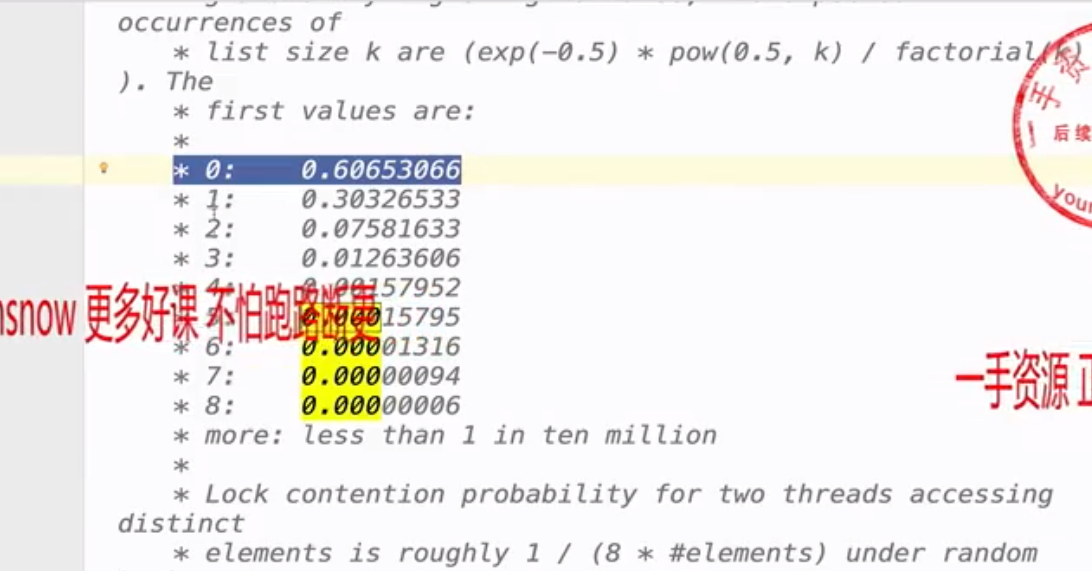 occurrences of
* list size k are (exp(−0.5) * pow(0.5, k) / factorial(k)
). The
* first values are:
*
* 0: 0.60653066
* 1: 0.30326533
* 2: 0.07581633
* 3: 0.01263606
* 4: 0.00157952
* 5: 0.00015795
* 6: 0.00001316
* 7: 0.00000094
* 8: 0.00000006
* more: less than 1 in ten million
*
* Lock contention probability for two threads accessing
distinct
* elements is roughly 1 / (8 * #elements) under random
snow 更多好课 不怕跑路断更
一手资源
一手资
后续
your